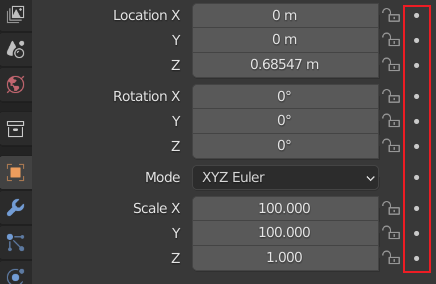 Location X 0 m
Y 0 m
Z 0.68547 m
Rotation X 0°
Y 0°
Z 0°
Mode XYZ Euler
Scale X 100.000
Y 100.000
Z 1.000